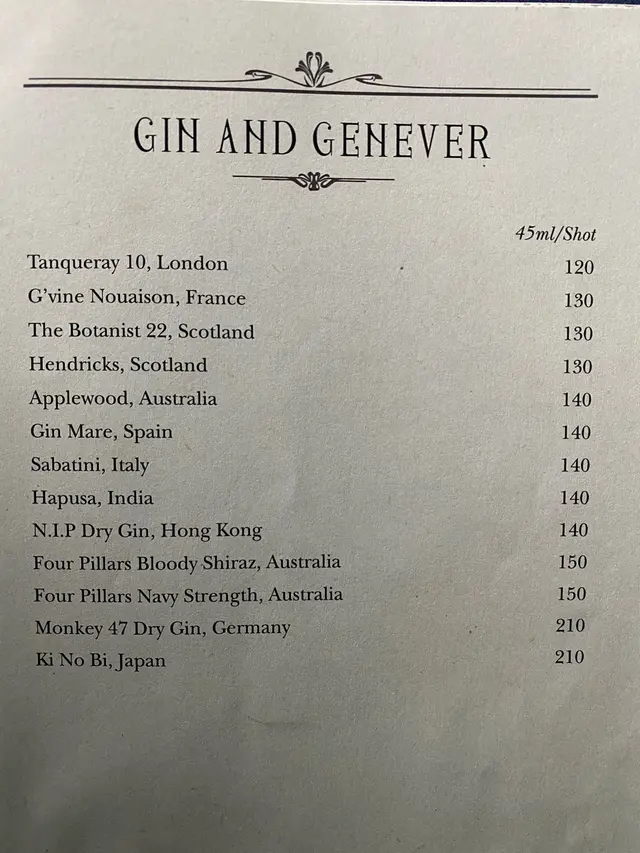 GIN AND GENEVER
45ml/Shot
Tanqueray 10, London 120
G'vine Nouaison, France 130
The Botanist 22, Scotland 130
Hendricks, Scotland 130
Applewood, Australia 140
Gin Mare, Spain 140
Sabatini, Italy 140
Hapusa, India 140
N.I.P Dry Gin, Hong Kong 140
Four Pillars Bloody Shiraz, Australia 150
Four Pillars Navy Strength, Australia 150
Monkey 47 Dry Gin, Germany 210
Ki No Bi, Japan 210